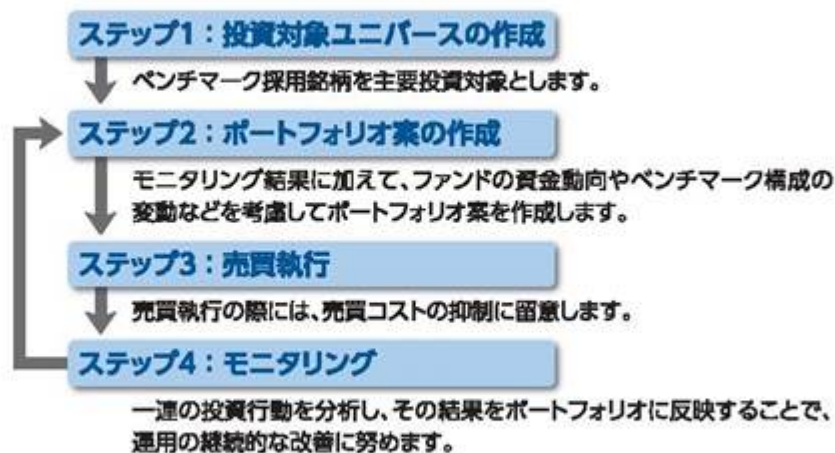 ステップ1：投資対象ユニバースの作成
ベンチマーク採用銘柄を主要投資対象とします。
ステップ2：ポートフォリオ案の作成
モニタリング結果に加えて、ファンドの資金動向やベンチマーク構成の
変動などを考慮してポートフォリオ案を作成します。
ステップ3：売買執行
売買執行の際には、売買コストの抑制に留意します。
ステップ4：モニタリング
一連の投資行動を分析し、その結果をポートフォリオに反映することで、
運用の継続的な改善に努めます。